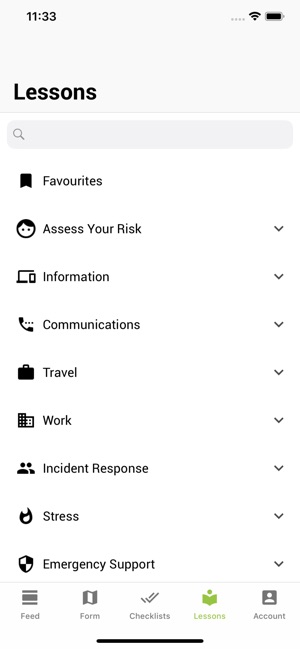 11:33
Lessons
Favourites
Assess Your Risk
Information
Communications
Travel
Work
Incident Response
Stress
Emergency Support
Feed
Form
Checklists
Lessons
Account